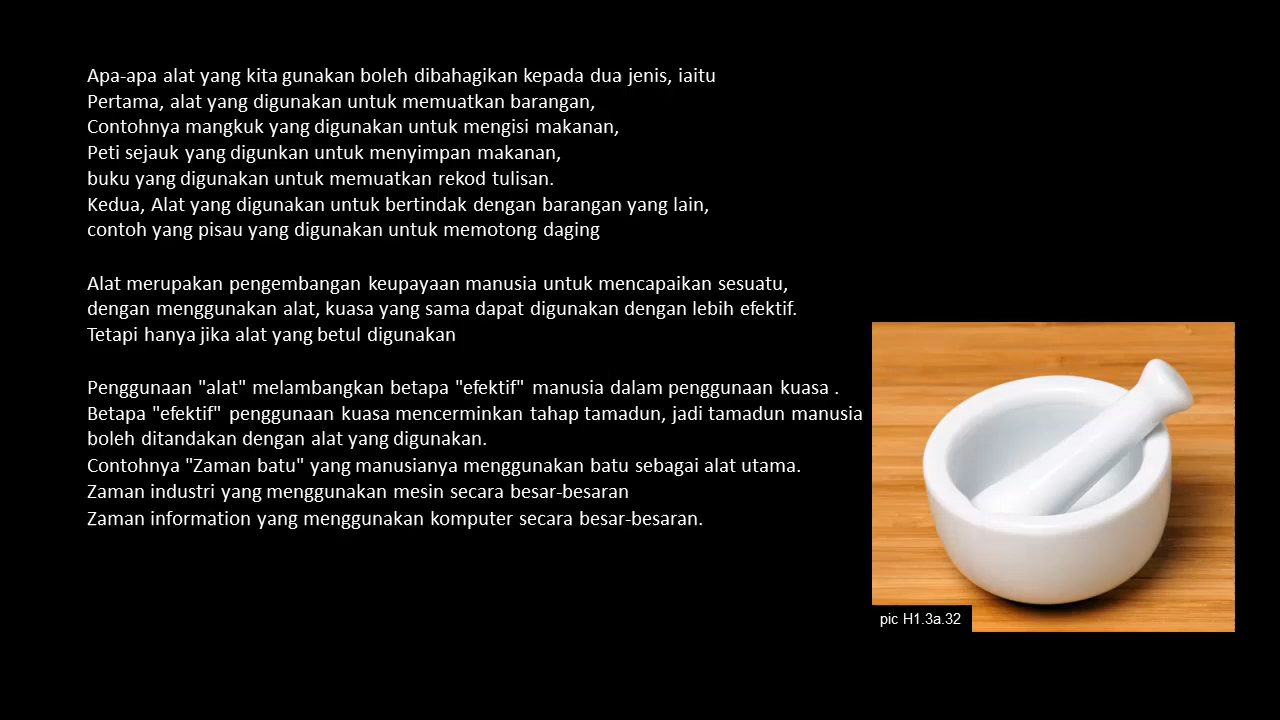 Apa-apa alat yang kita gunakan boleh dibahagikan kepada dua jenis, iaitu
Pertama, alat yang digunakan untuk memuatkan barangan,
Contohnya mangkuk yang digunakan untuk mengisi makanan,
Peti sejauk yang digunkan untuk menyimpan makanan,
buku yang digunakan untuk memuatkan rekod tulisan.
Kedua, Alat yang digunakan untuk bertindak dengan barangan yang lain,
contoh yang pisau yang digunakan untuk memotong daging
Alat merupakan pengembangan keupayaan manusia untuk mencapaikan sesuatu,
dengan menggunakan alat, kuasa yang sama dapat digunakan dengan lebih efektif.
Tetapi hanya jika alat yang betul digunakan
Penggunaan "alat" melambangkan betapa "efektif" manusia dalam penggunaan kuasa .
Betapa "efektif" penggunaan kuasa mencerminkan tahap tamadun, jadi tamadun manusia
boleh ditandakan dengan alat yang digunakan.
Contohnya "Zaman batu" yang manusianya menggunakan batu sebagai alat utama.
Zaman industri yang menggunakan mesin secara besar-besaran
Zaman information yang menggunakan komputer secara besar-besaran.
pic H1.3a.32